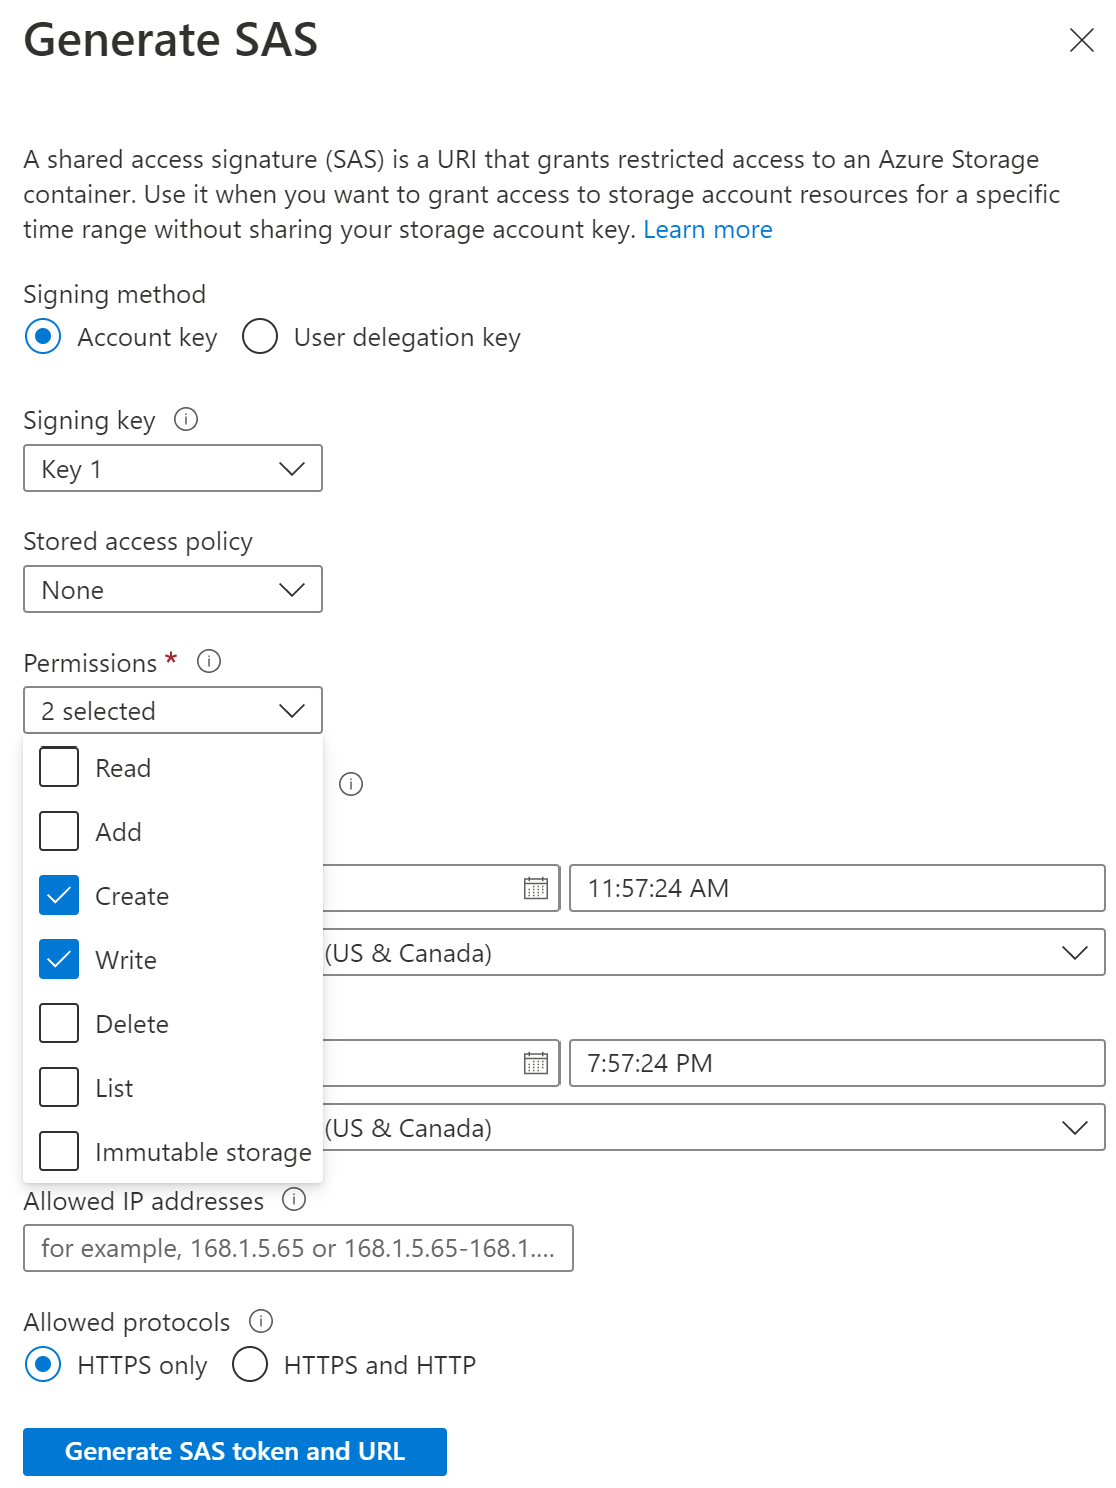 Generate SAS
A shared access signature (SAS) is a URI that grants restricted access to an Azure Storage
container. Use it when you want to grant access to storage account resources for a specific
time range without sharing your storage account key. Learn more
Signing method
Account key User delegation key
Signing key
Key 1
Stored access policy
None
Permissions *
2 selected
Read
Add
Create
11:57:24 AM
Write
(US & Canada)
Delete
7:57:24 PM
List
(US & Canada)
Immutable storage
Allowed IP addresses
for example, 168.1.5.65 or 168.1.5.65-168.1....
Allowed protocols
HTTPS only HTTPS and HTTP
Generate SAS token and URL